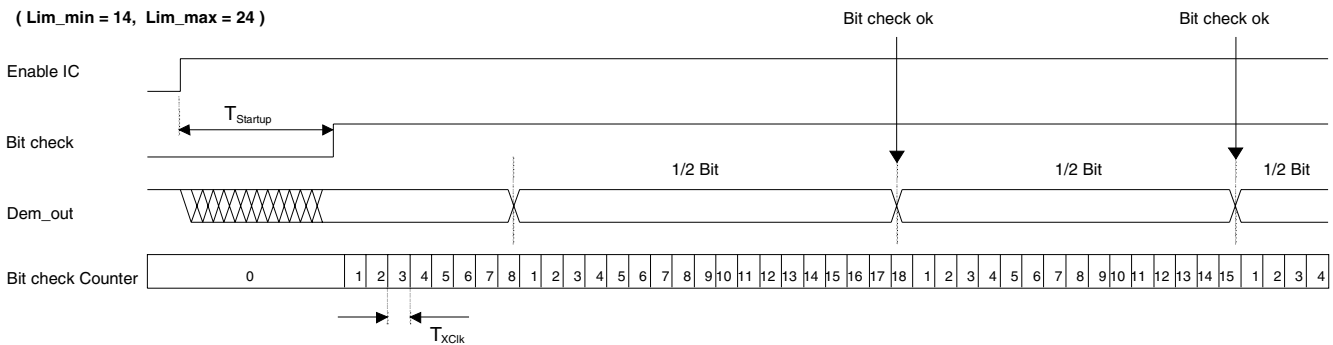 ( Lim_min = 14, Lim_max = 24 )
Bit check ok
Bit check ok
Enable IC
TStartup
Bit check
1/2 Bit
1/2 Bit
1/2 Bit
Dem_out
Bit check Counter
0 1 2 3 4 5 6 7 8 1 2 3 4 5 6 7 8 9 10 11 12 13 14 15 16 17 18 1 2 3 4 5 6 7 8 9 10 11 12 13 14 15 1 2 3 4
TXClk